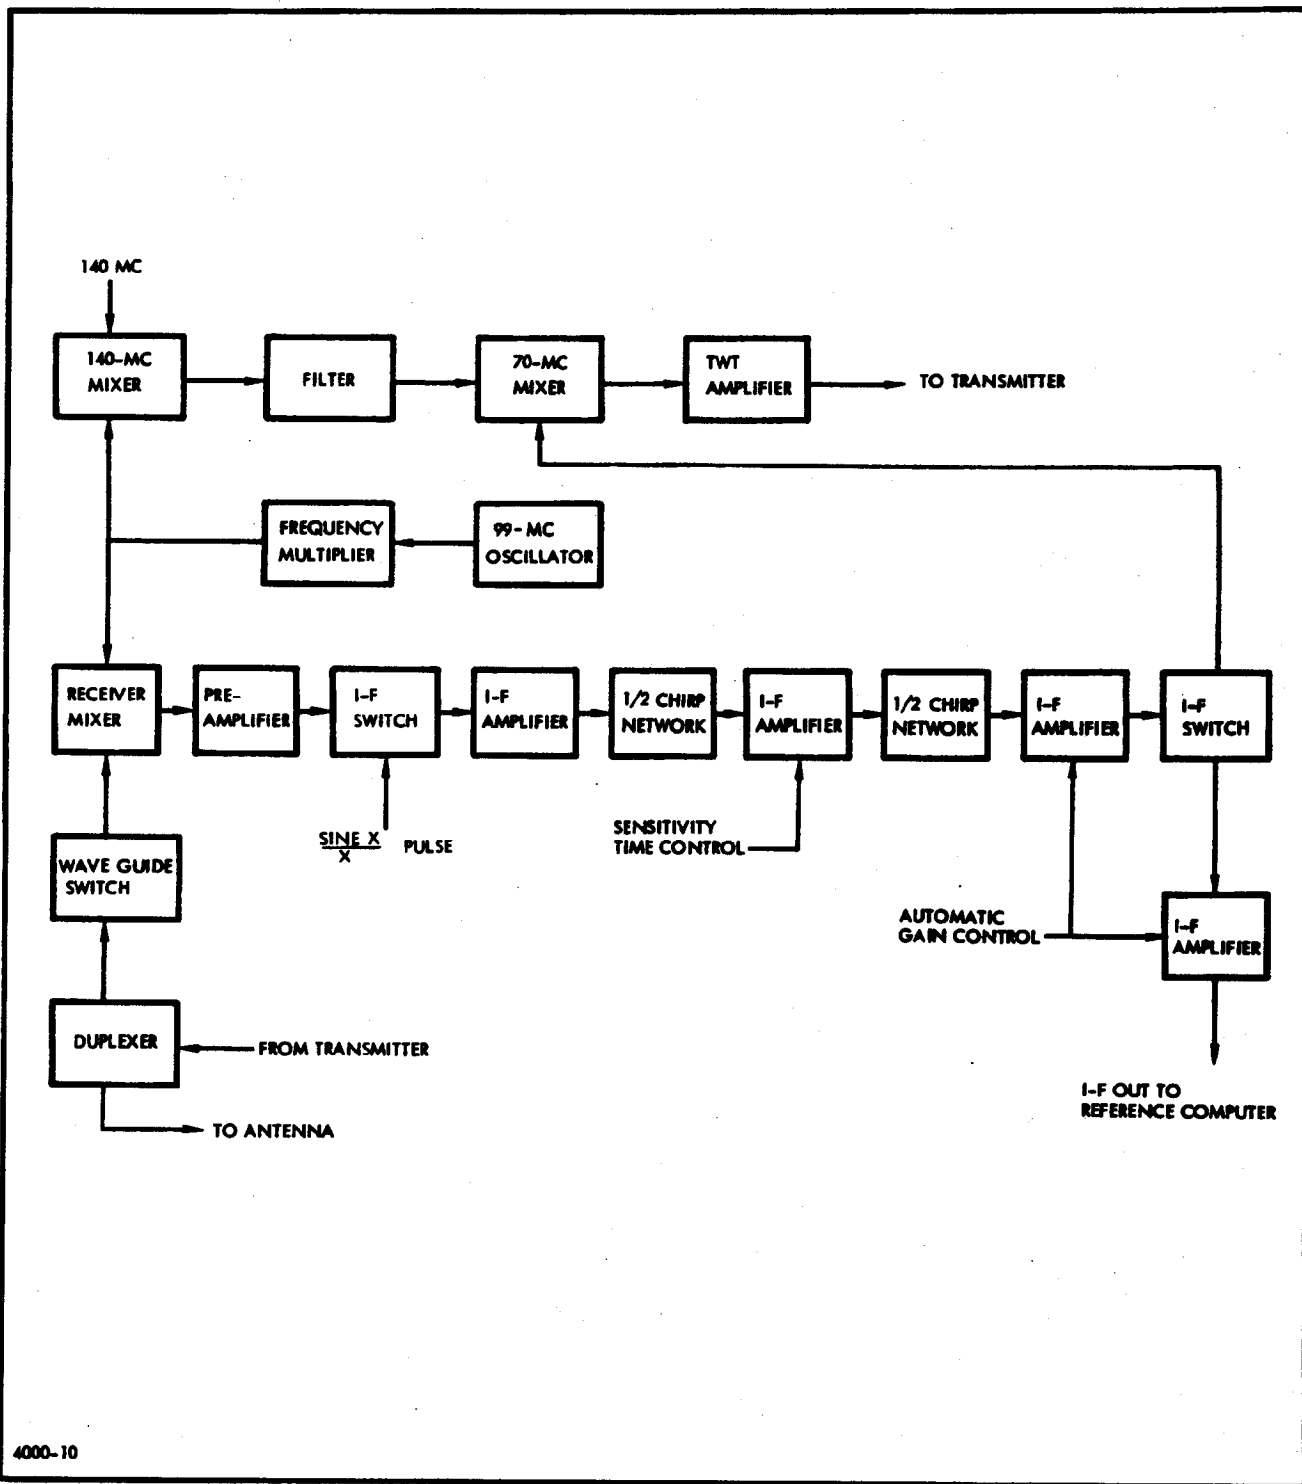 140 MC
140-MC
MIXER
FILTER
70-MC
MIXER
TWT
AMPLIFIER
TO TRANSMITTER
FREQUENCY
MULTIPLIER
99-MC
OSCILLATOR
RECEIVER
MIXER
PRE-
AMPLIFIER
I-F
SWITCH
I-F
AMPLIFIER
1/2 CHIRP
NETWORK
I-F
AMPLIFIER
1/2 CHIRP
NETWORK
I-F
AMPLIFIER
I-F
SWITCH
SINE X
X
PULSE
SENSITIVITY
TIME CONTROL
WAVE GUIDE
SWITCH
AUTOMATIC
GAIN CONTROL
I-F
AMPLIFIER
DUPLEXER
FROM TRANSMITTER
TO ANTENNA
I-F OUT TO
REFERENCE COMPUTER
4000-10